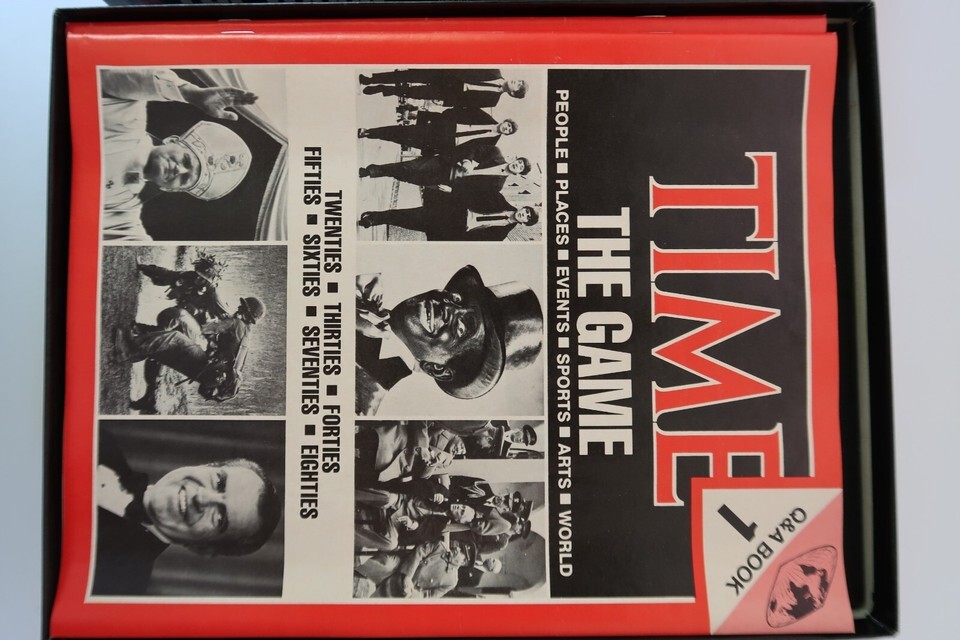 TIME
Q&A BOOK
1
THE GAME
PEOPLE ■ PLACES ■ EVENTS ■ SPORTS ■ ARTS ■ WORLD
TWENTIES ■ THIRTIES ■ FORTIES
FIFTIES ■ SIXTIES ■ SEVENTIES ■ EIGHTIES